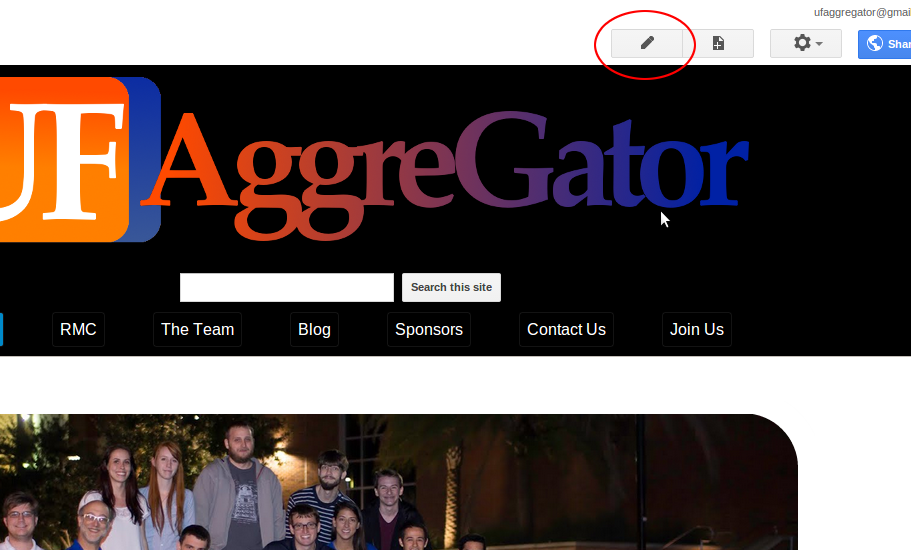 ufaggregator@gmai
Shar
UF AggreGator
Search this site
RMC The Team Blog Sponsors Contact Us Join Us